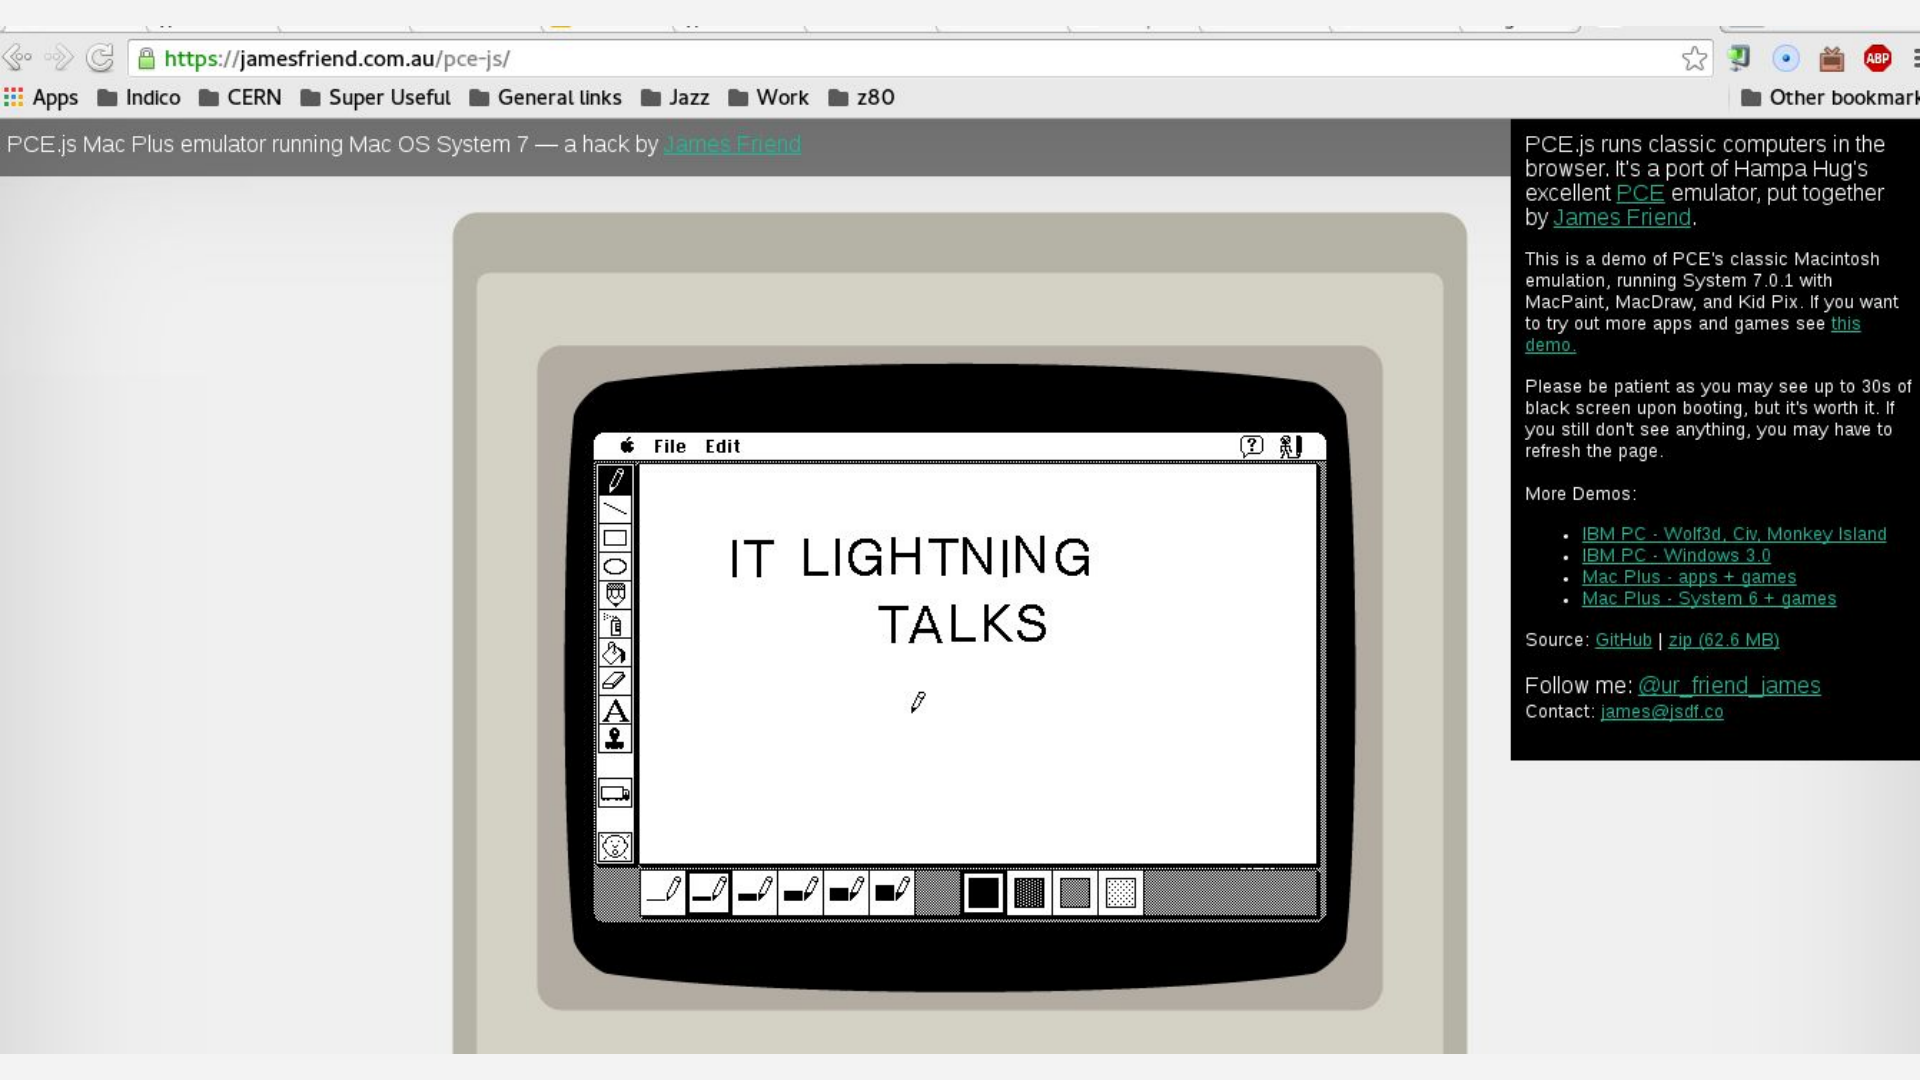 https://jamesfriend.com.au/pce-js/
ABP
Apps Indico CERN Super Useful General links Jazz Work z80 Other bookmark
PCE.js Mac Plus emulator running Mac OS System 7 — a hack by James Friend
PCE.js runs classic computers in the
browser. It's a port of Hampa Hug's
excellent PCE emulator, put together
by James Friend.
This is a demo of PCE's classic Macintosh
emulation, running System 7.0.1 with
MacPaint, MacDraw, and Kid Pix. If you want
to try out more apps and games see this
demo.
Please be patient as you may see up to 30s of
black screen upon booting, but it's worth it. If
you still don't see anything, you may have to
refresh the page.
More Demos:
• IBM PC - Wolf3d, Civ, Monkey Island
• IBM PC - Windows 3.0
• Mac Plus - apps + games
• Mac Plus - System 6 + games
Source: GitHub | zip (62.6 MB)
Follow me: @ur_friend_james
Contact: james@jsdf.co
File Edit ?
IT LIGHTNING
TALKS
A